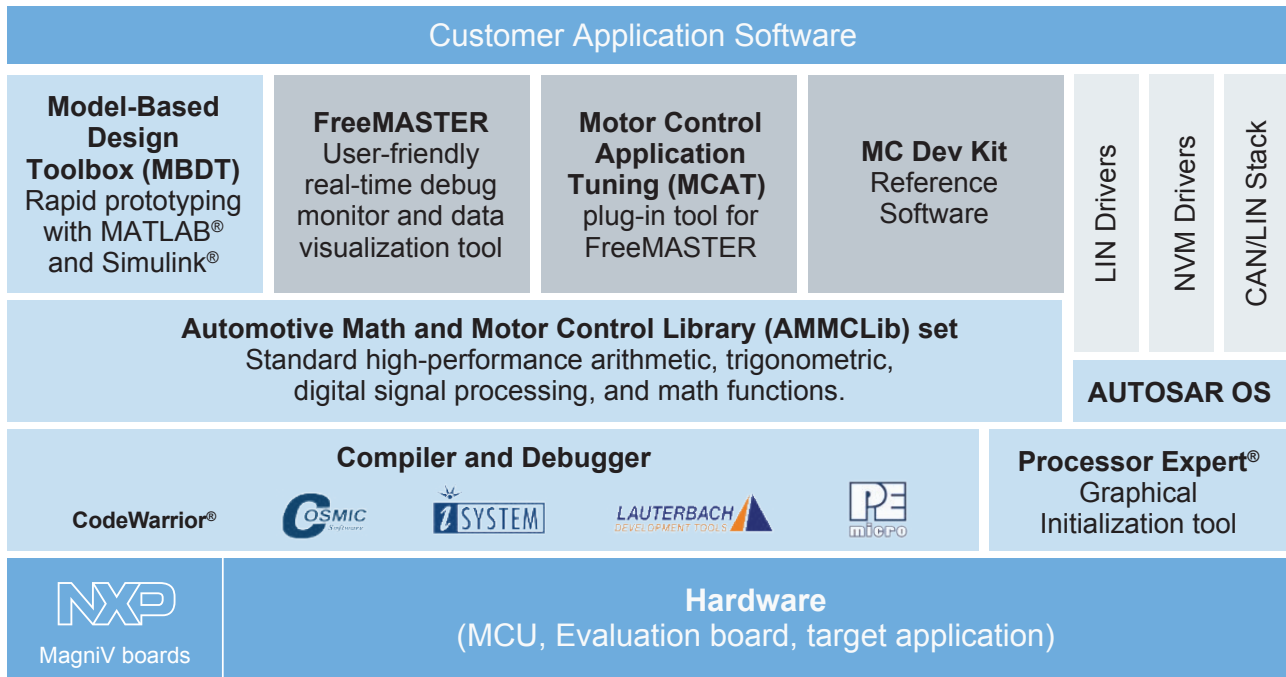 Customer Application Software
Model-Based
Design
Toolbox (MBDT)
Rapid prototyping
with MATLAB®
and Simulink®
FreeMASTER
User-friendly
real-time debug
monitor and data
visualization tool
Motor Control
Application
Tuning (MCAT)
plug-in tool for
FreeMASTER
MC Dev Kit
Reference
Software
LIN Drivers
NVM Drivers
CAN/LIN Stack
Automotive Math and Motor Control Library (AMMCLib) set
Standard high-performance arithmetic, trigonometric,
digital signal processing, and math functions.
AUTOSAR OS
Compiler and Debugger
CodeWarrior®
COSMIC
Software
iSYSTEM
LAUTERBACH
DEVELOPMENT TOOLS
PE
micro
Processor Expert®
Graphical
Initialization tool
NXP
MagniV boards
Hardware
(MCU, Evaluation board, target application)